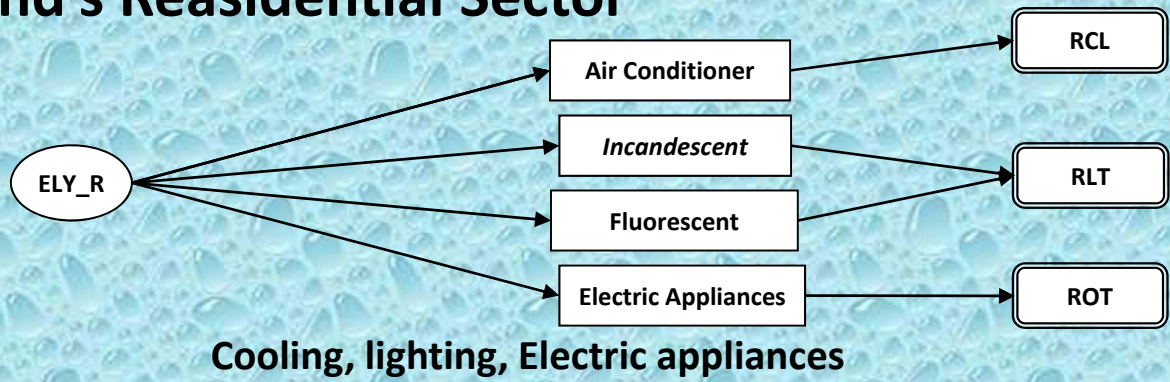 nd's Reasidential Sector
RCL
Air Conditioner
Incandescent
ELY_R
RLT
Fluorescent
Electric Appliances
ROT
Cooling, lighting, Electric appliances